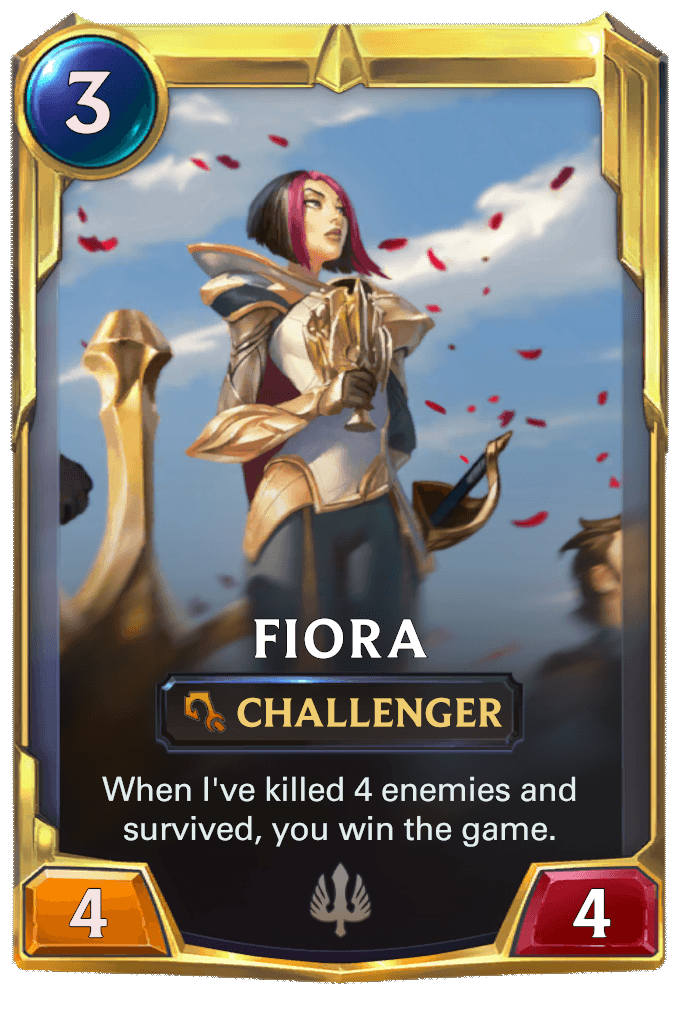 3
FIORA
CHALLENGER
When I've killed 4 enemies and
survived, you win the game.
4
4